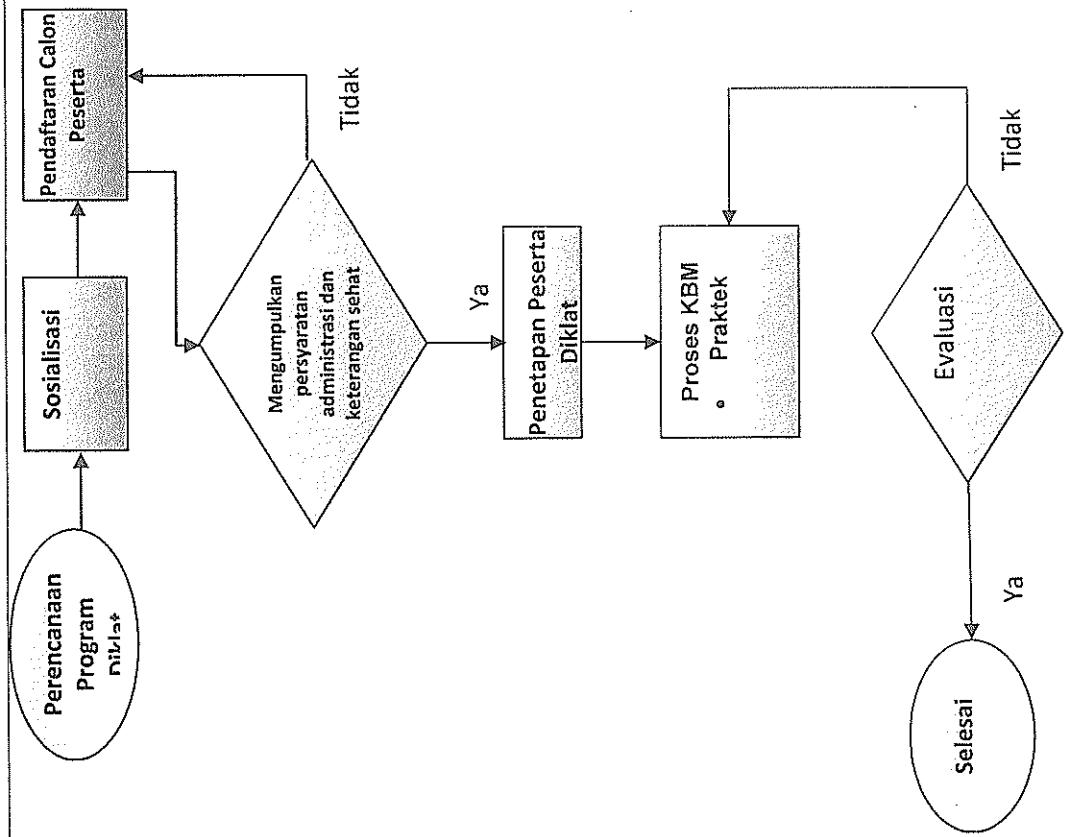 Perencanaan
Program
Diklat
Sosialisasi
Pendaftaran Calon
Peserta
Mengumpulkan
persyaratan
administrasi dan
keterangan sehat
Tidak
Ya
Penetapan Peserta
Diklat
Proses KBM
• Praktek
Evaluasi
Tidak
Ya
Selesai